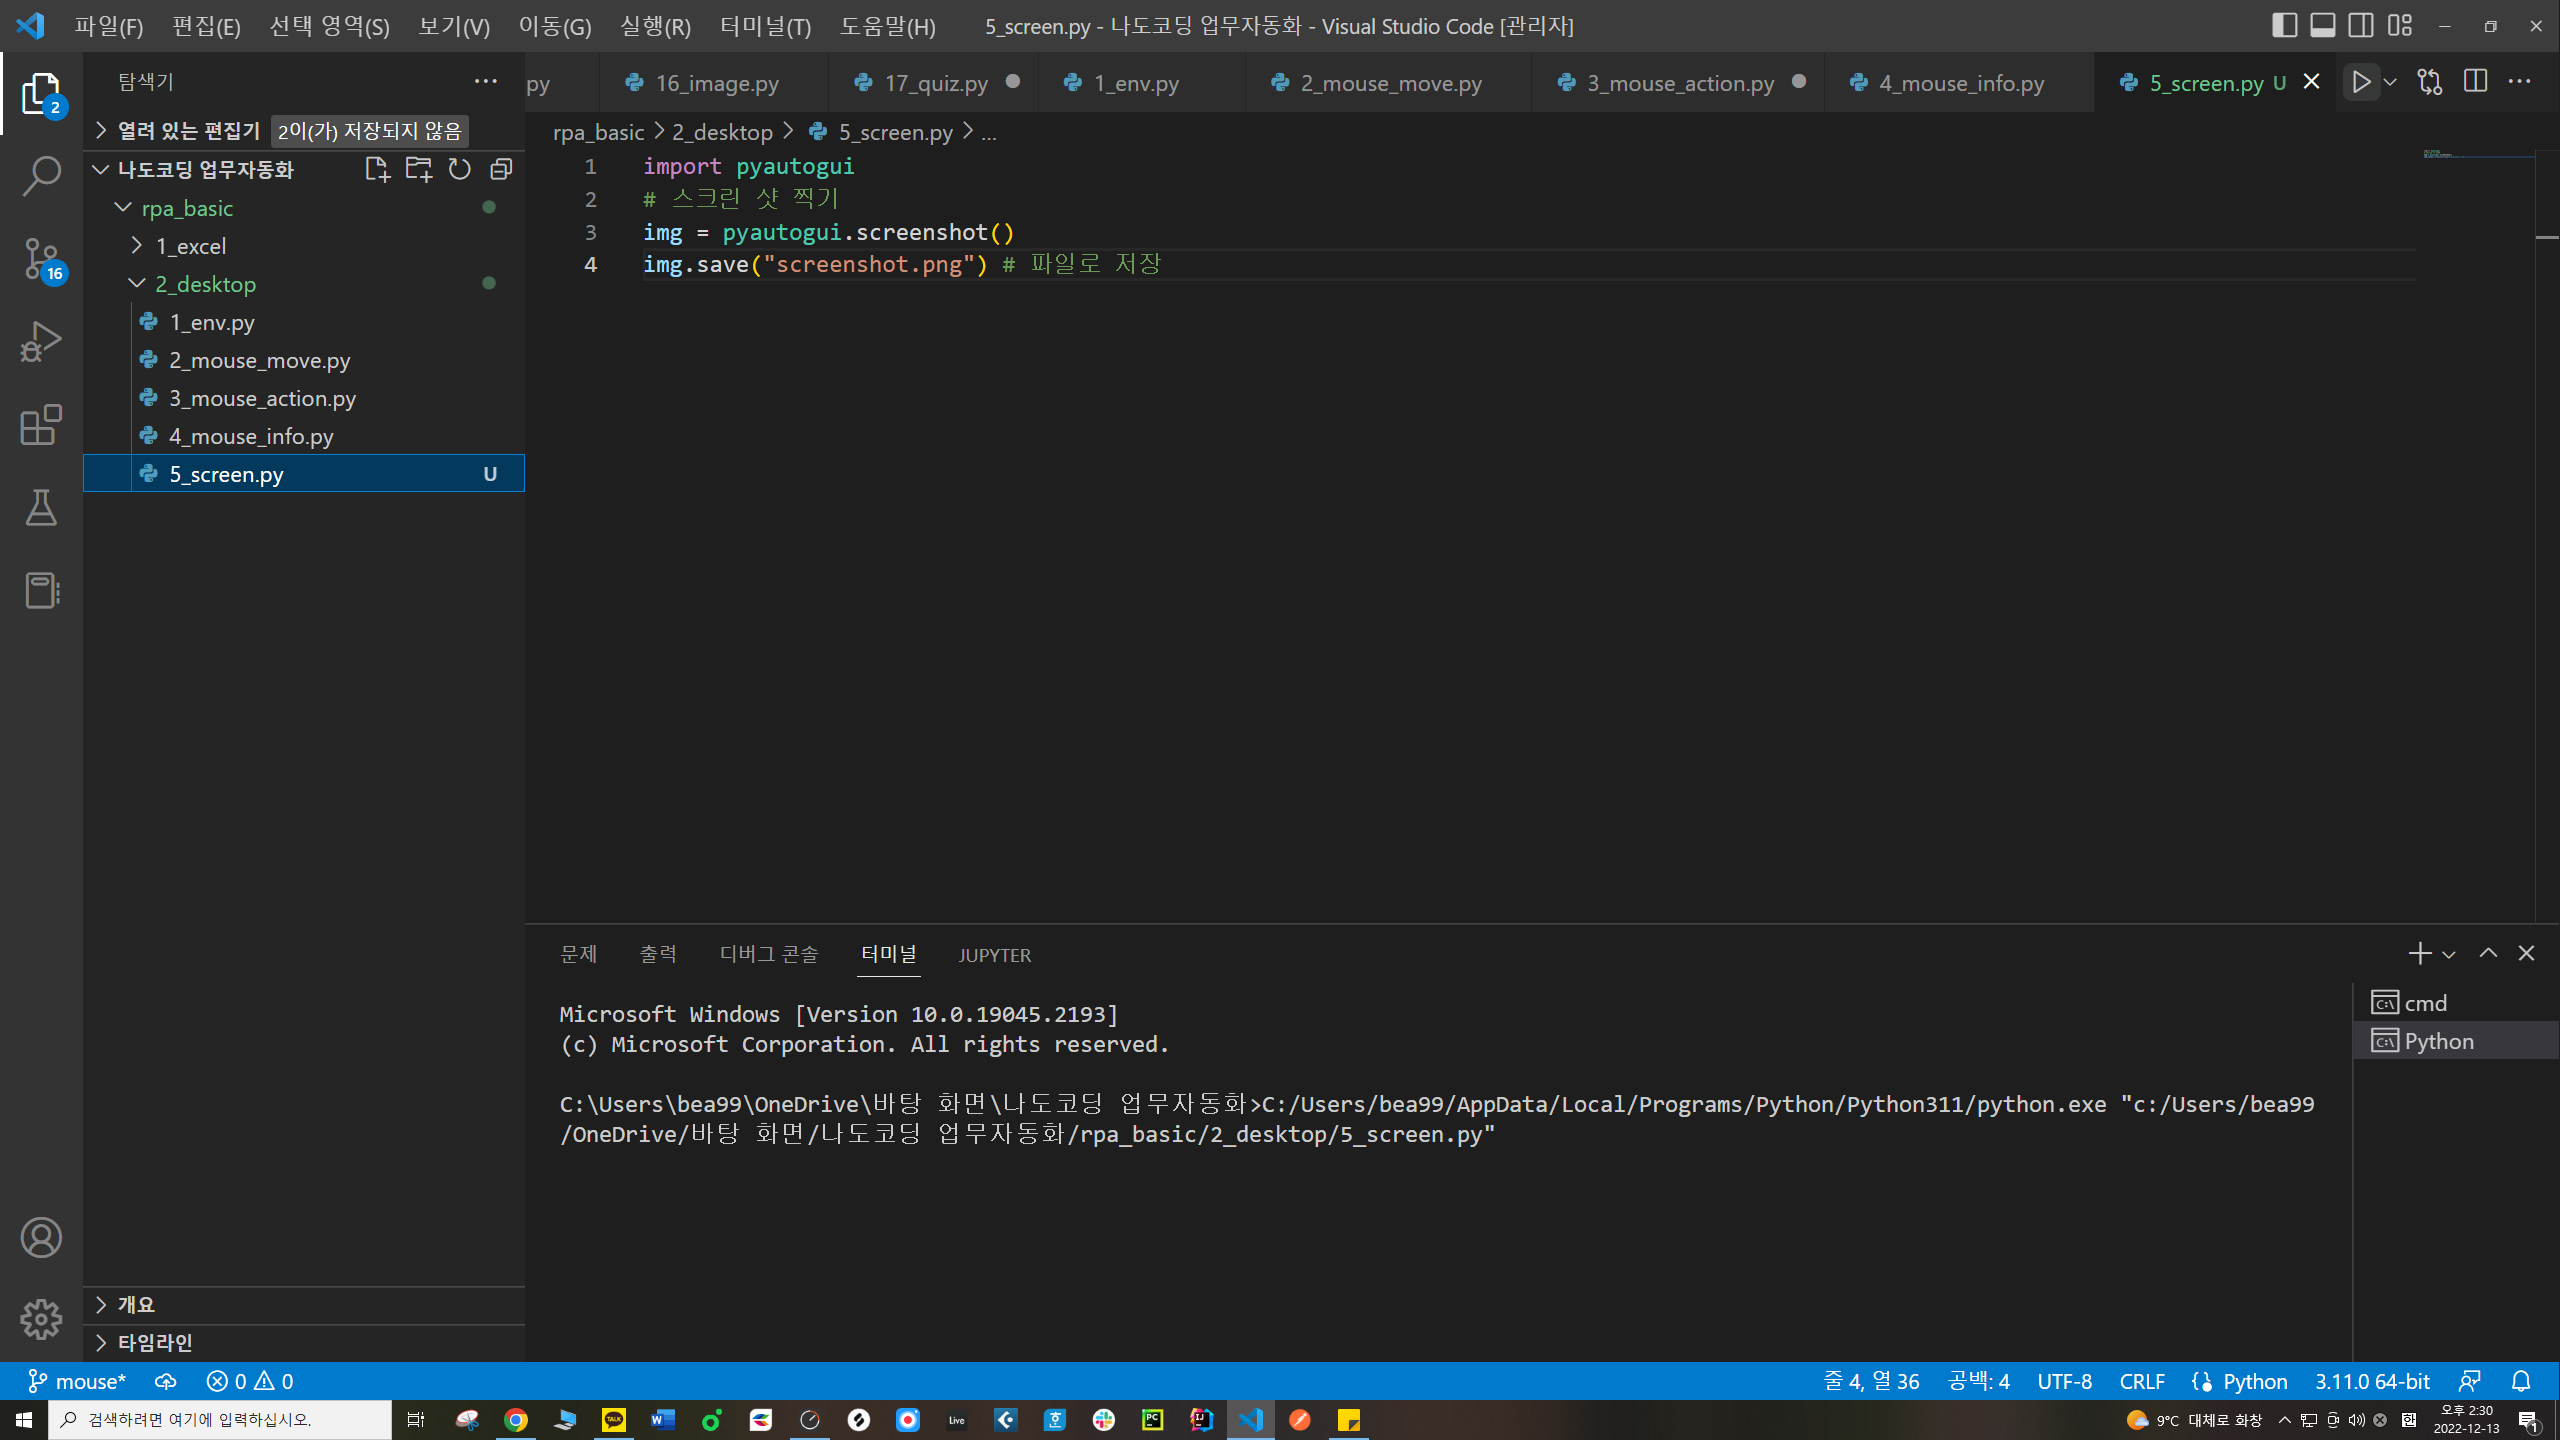 파일(F) 편집(E) 선택 영역(S) 보기(V) 이동(G) 실행(R) 터미널(T) 도움말(H) 5_screen.py - 나도코딩 업무자동화 - Visual Studio Code [관리자]
탐색기
py 16_image.py 17_quiz.py 1_env.py 2_mouse_move.py 3_mouse_action.py 4_mouse_info.py 5_screen.py U
2
열려 있는 편집기 2이(가) 저장되지 않음
rpa_basic 2_desktop 5_screen.py ...
나도코딩 업무자동화
rpa_basic
1_excel
2_desktop
1_env.py
2_mouse_move.py
3_mouse_action.py
4_mouse_info.py
5_screen.py U
16
1 import pyautogui
2 # 스크린 샷 찍기
3 img = pyautogui.screenshot()
4 img.save("screenshot.png") # 파일로 저장
문제 출력 디버그 콘솔 터미널 JUPYTER
Microsoft Windows [Version 10.0.19045.2193]
(c) Microsoft Corporation. All rights reserved.
C:\Users\bea99\OneDrive\바탕 화면\나도코딩 업무자동화>C:/Users/bea99/AppData/Local/Programs/Python/Python311/python.exe "c:/Users/bea99
/OneDrive/바탕 화면/나도코딩 업무자동화/rpa_basic/2_desktop/5_screen.py"
cmd
Python
개요
타임라인
mouse* 0 0 줄 4, 열 36 공백: 4 UTF-8 CRLF Python 3.11.0 64-bit
검색하려면 여기에 입력하십시오.
TALK
Live
PC
IJ
9°C 대체로 화창
한
오후 2:30
2022-12-13
1